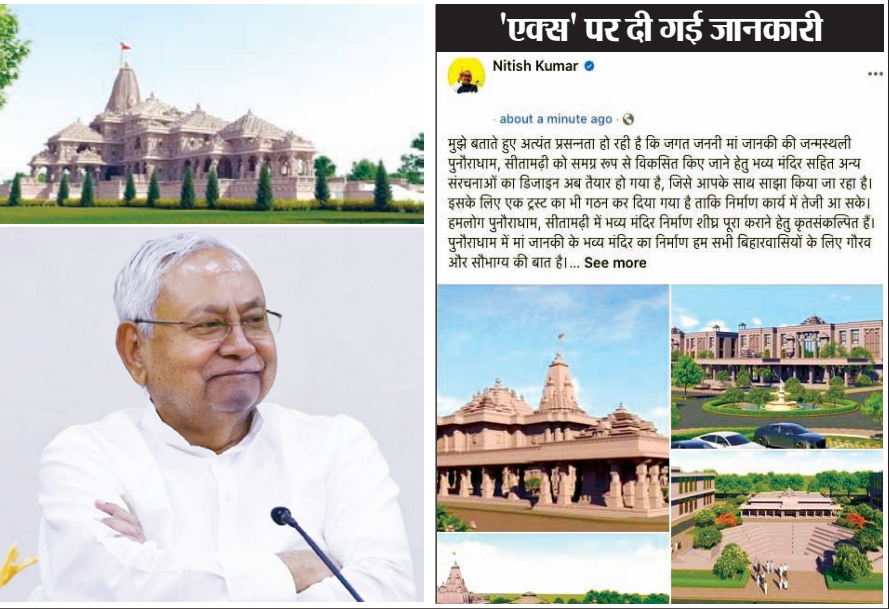 'एक्स' पर दी गई जानकारी
Nitish Kumar
· about a minute ago ·
मुझे बताते हुए अत्यंत प्रसन्नता हो रही है कि जगत जननी मां जानकी की जन्मस्थली
पुनौराधाम, सीतामढ़ी को समग्र रूप से विकसित किए जाने हेतु भव्य मंदिर सहित अन्य
संरचनाओं का डिजाइन अब तैयार हो गया है, जिसे आपके साथ साझा किया जा रहा है।
इसके लिए एक ट्रस्ट का भी गठन कर दिया गया है ताकि निर्माण कार्य में तेजी आ सके।
हमलोग पुनौराधाम, सीतामढ़ी में भव्य मंदिर निर्माण शीघ्र पूरा कराने हेतु कृतसंकल्पित हैं।
पुनौराधाम में मां जानकी के भव्य मंदिर का निर्माण हम सभी बिहारवासियों के लिए गौरव
और सौभाग्य की बात है।... See more